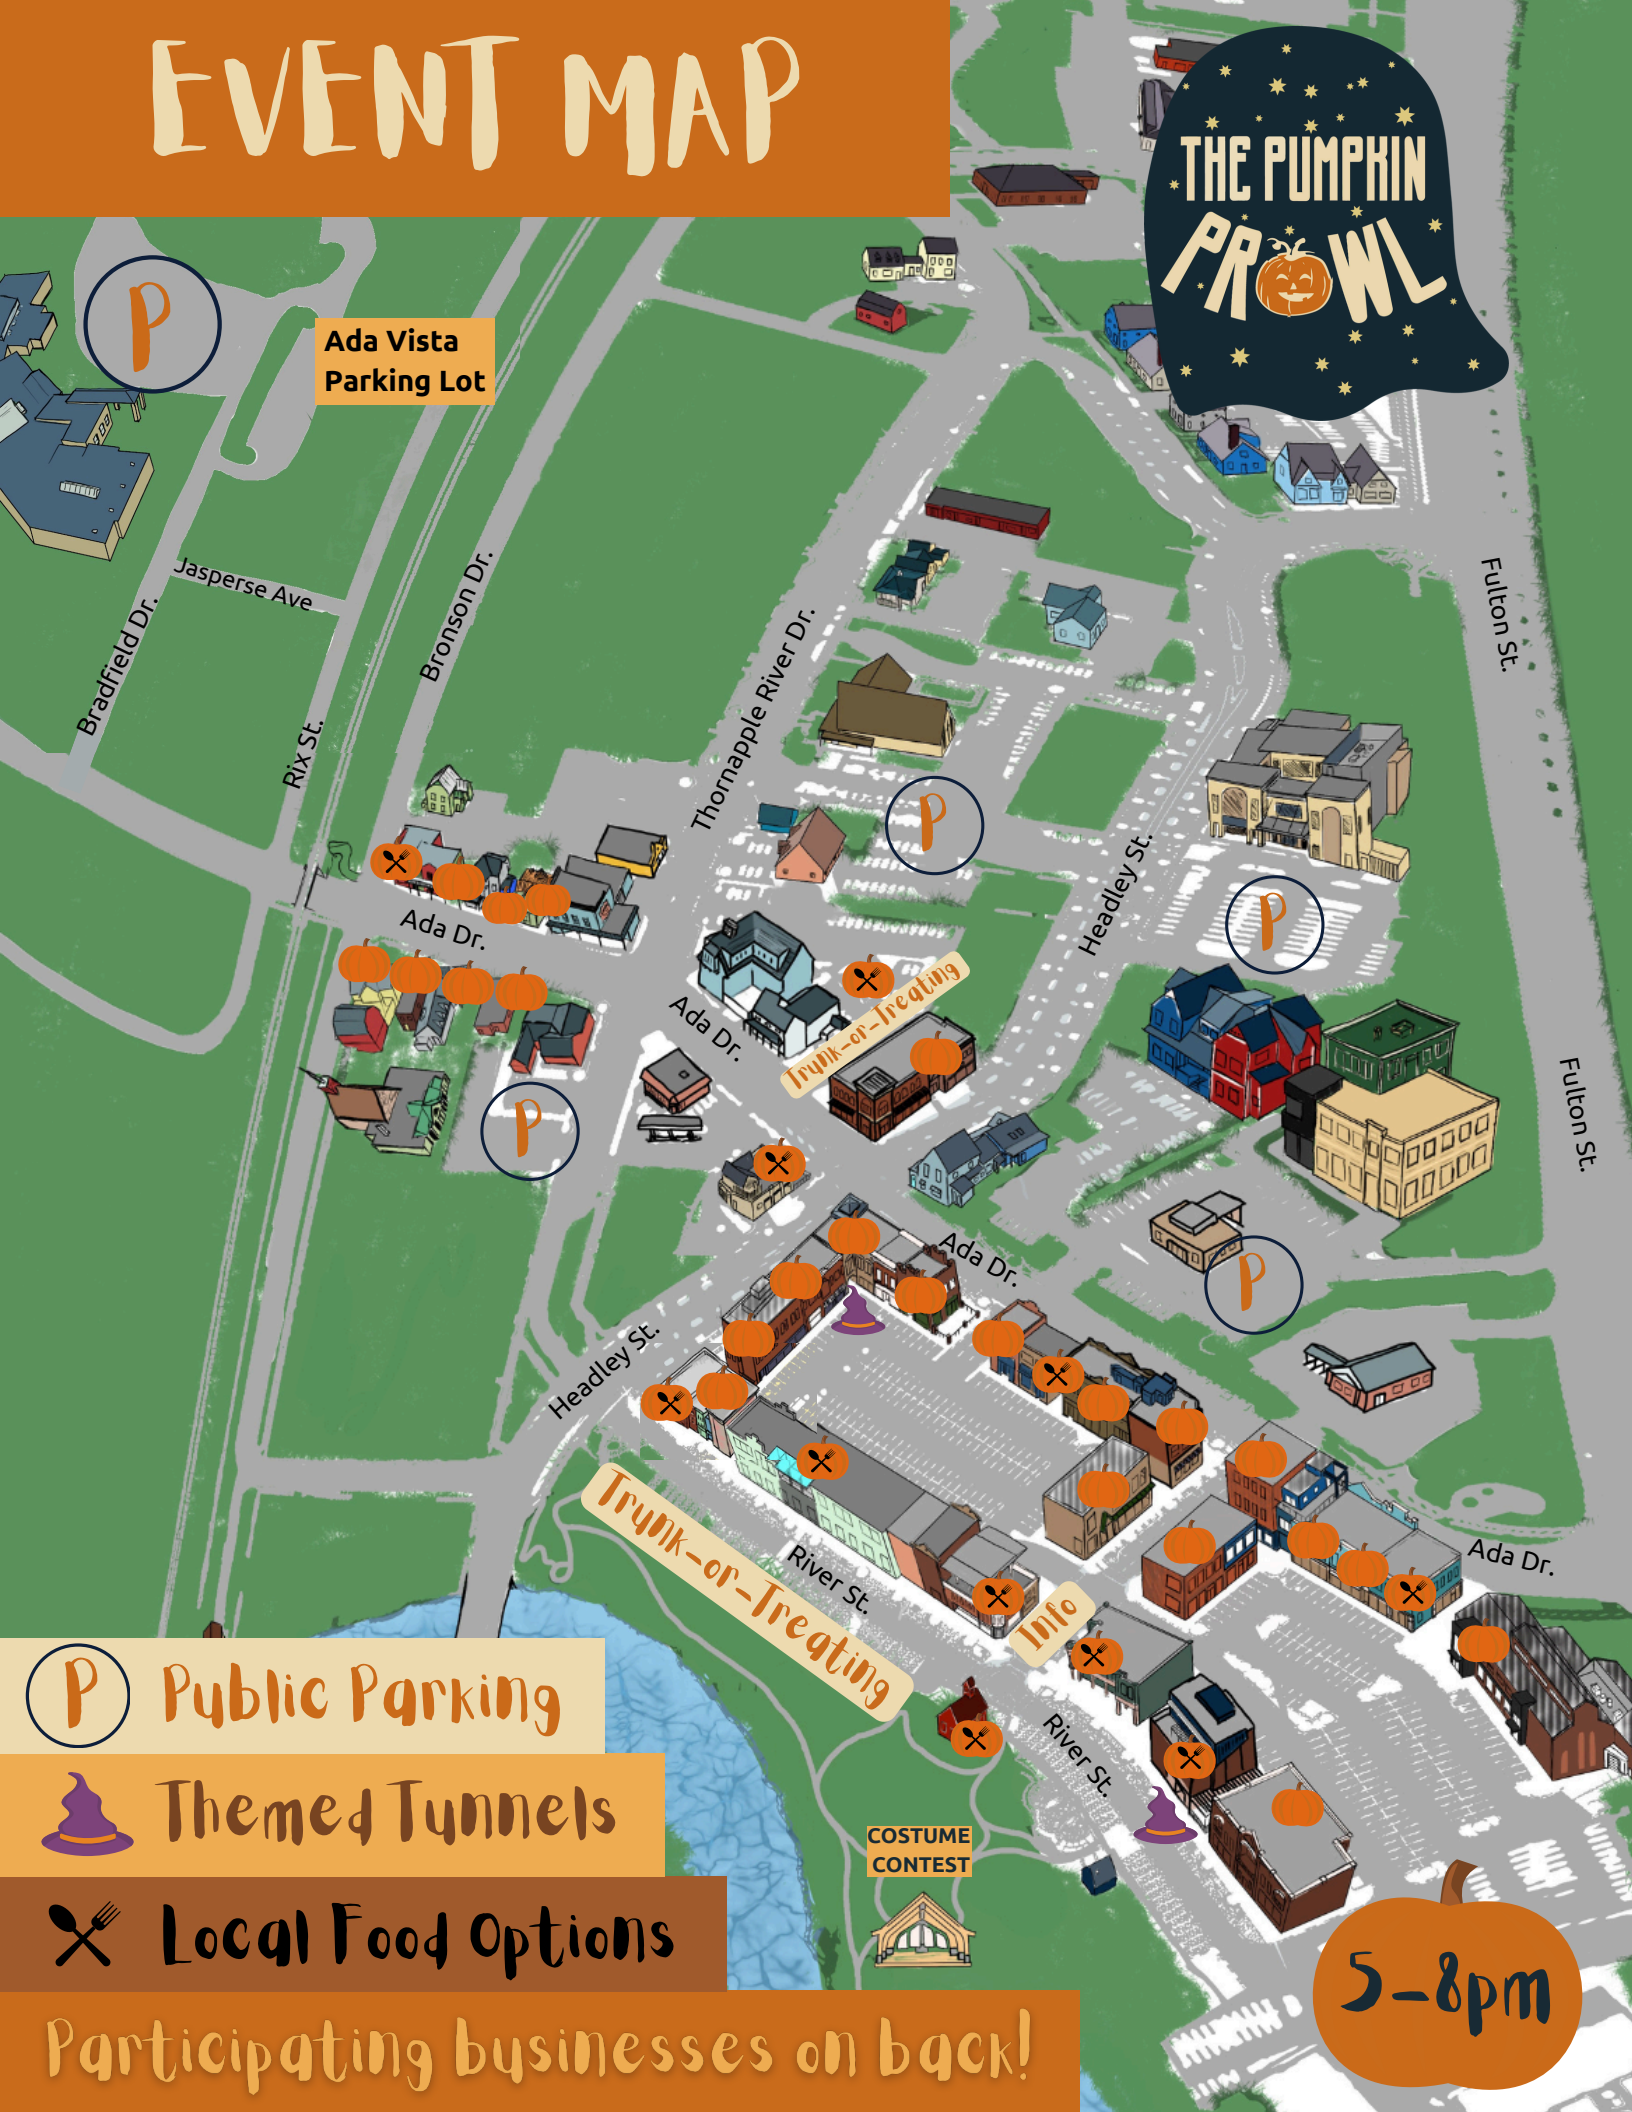 EVENT MAP
THE PUMPKIN
PROWL
P
Ada Vista
Parking Lot
Jasperse Ave
Bradfield Dr.
Bronson Dr.
Rix St.
Thornapple River Dr.
Fulton St.
P
Headley St.
P
Ada Dr.
Trunk-or-Treating
Ada Dr.
P
Fulton St.
Ada Dr.
P
Headley St.
Trunk-or-Treating
River St.
Info
Ada Dr.
River St.
COSTUME
CONTEST
P Public Parking
Themed Tunnels
Local Food Options
Participating businesses on back!
5-8pm